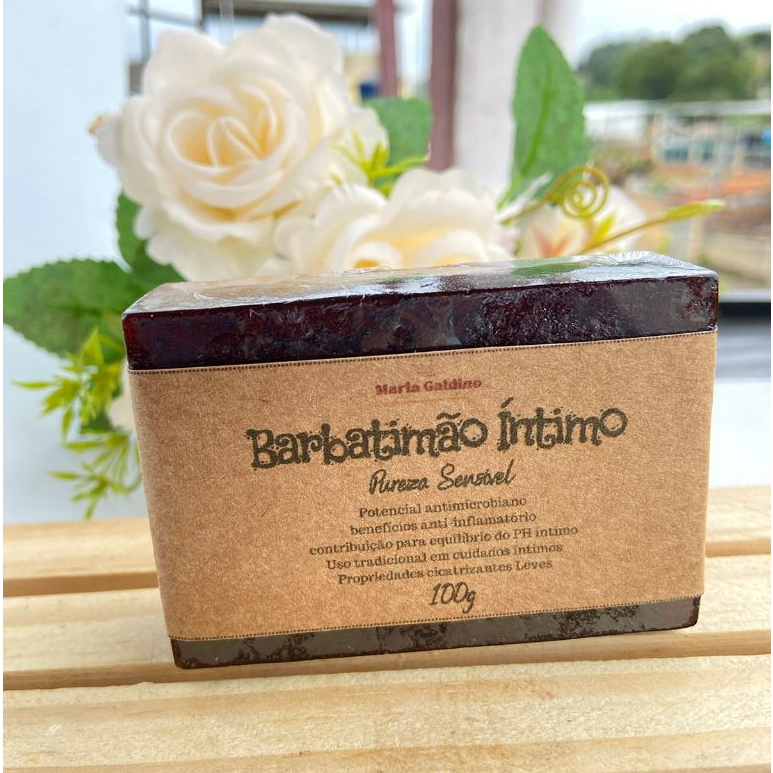 Maria Galdino
Barbatimão Íntimo
Pureza Sensível
Potencial antimicrobiano
benefícios anti-inflamatório
contribuição para equilíbrio do PH íntimo
Uso tradicional em cuidados íntimos
Propriedades cicatrizantes Leves
100g